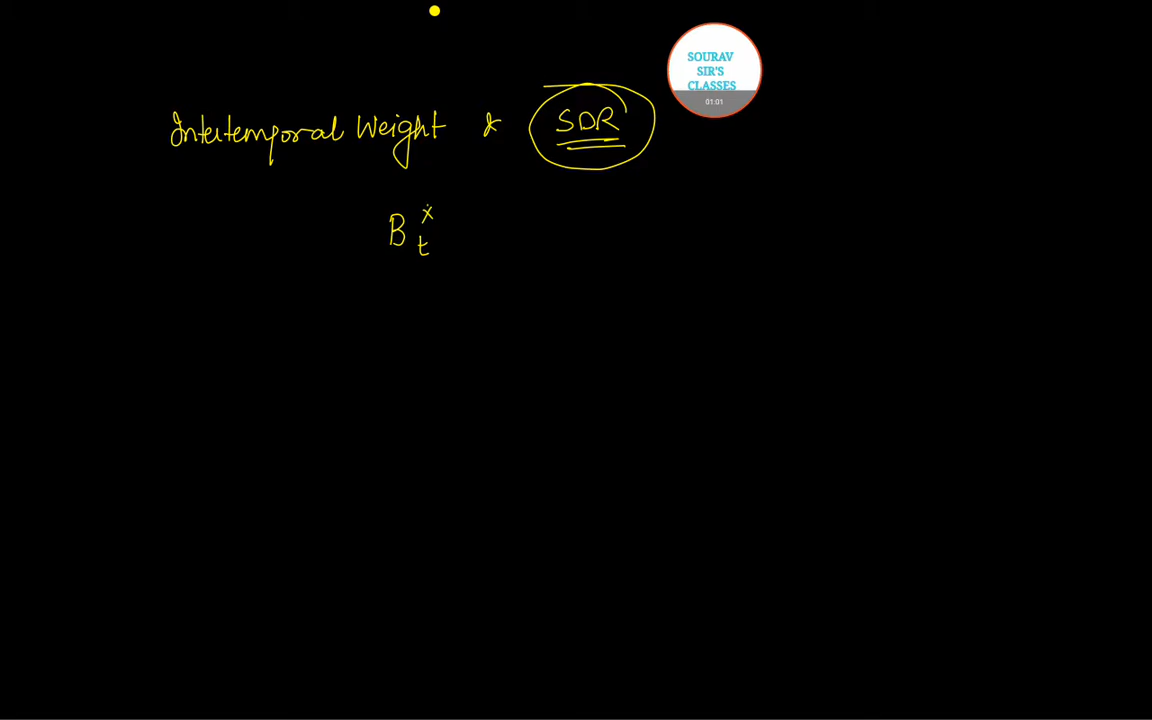 SOURAV
SIR'S
CLASSES
01:01
Intertemporal Weight & SDR
B x t